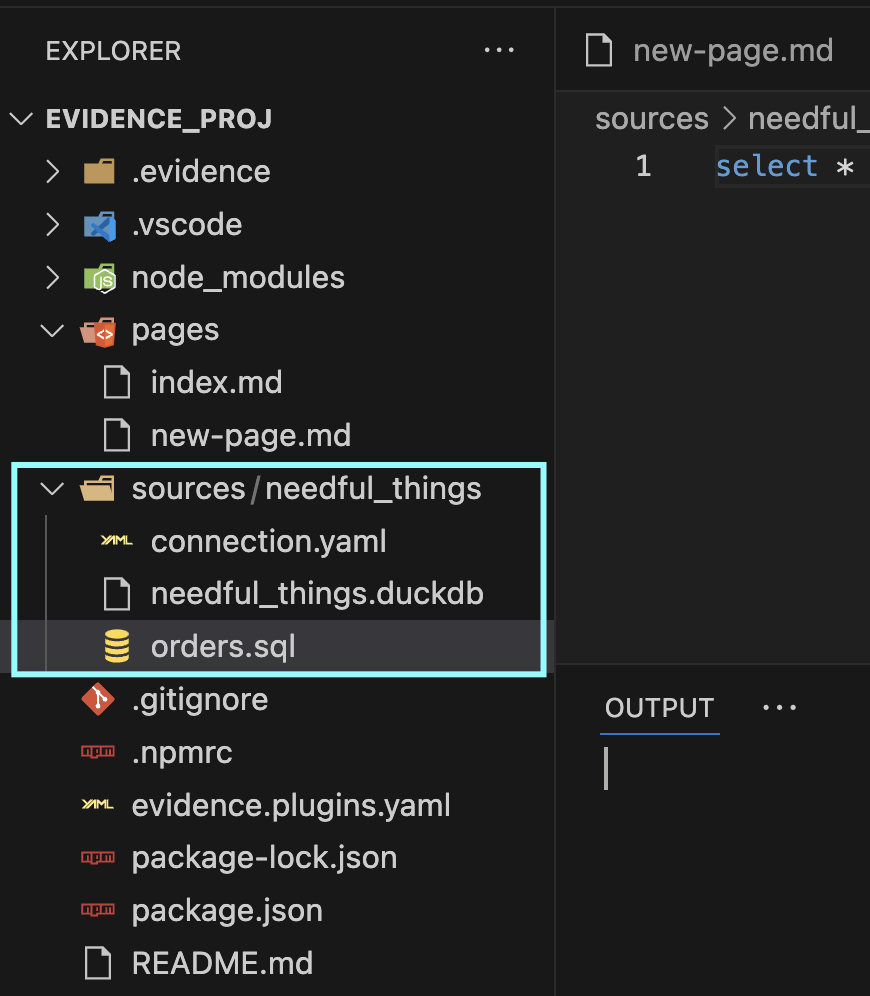 EXPLORER
EVIDENCE_PROJ
.evidence
.vscode
node_modules
pages
index.md
new-page.md
sources/needful_things
connection.yaml
needful_things.duckdb
orders.sql
.gitignore
.npmrc
evidence.plugins.yaml
package-lock.json
package.json
README.md
new-page.md
sources > needful_
1 select *
OUTPUT